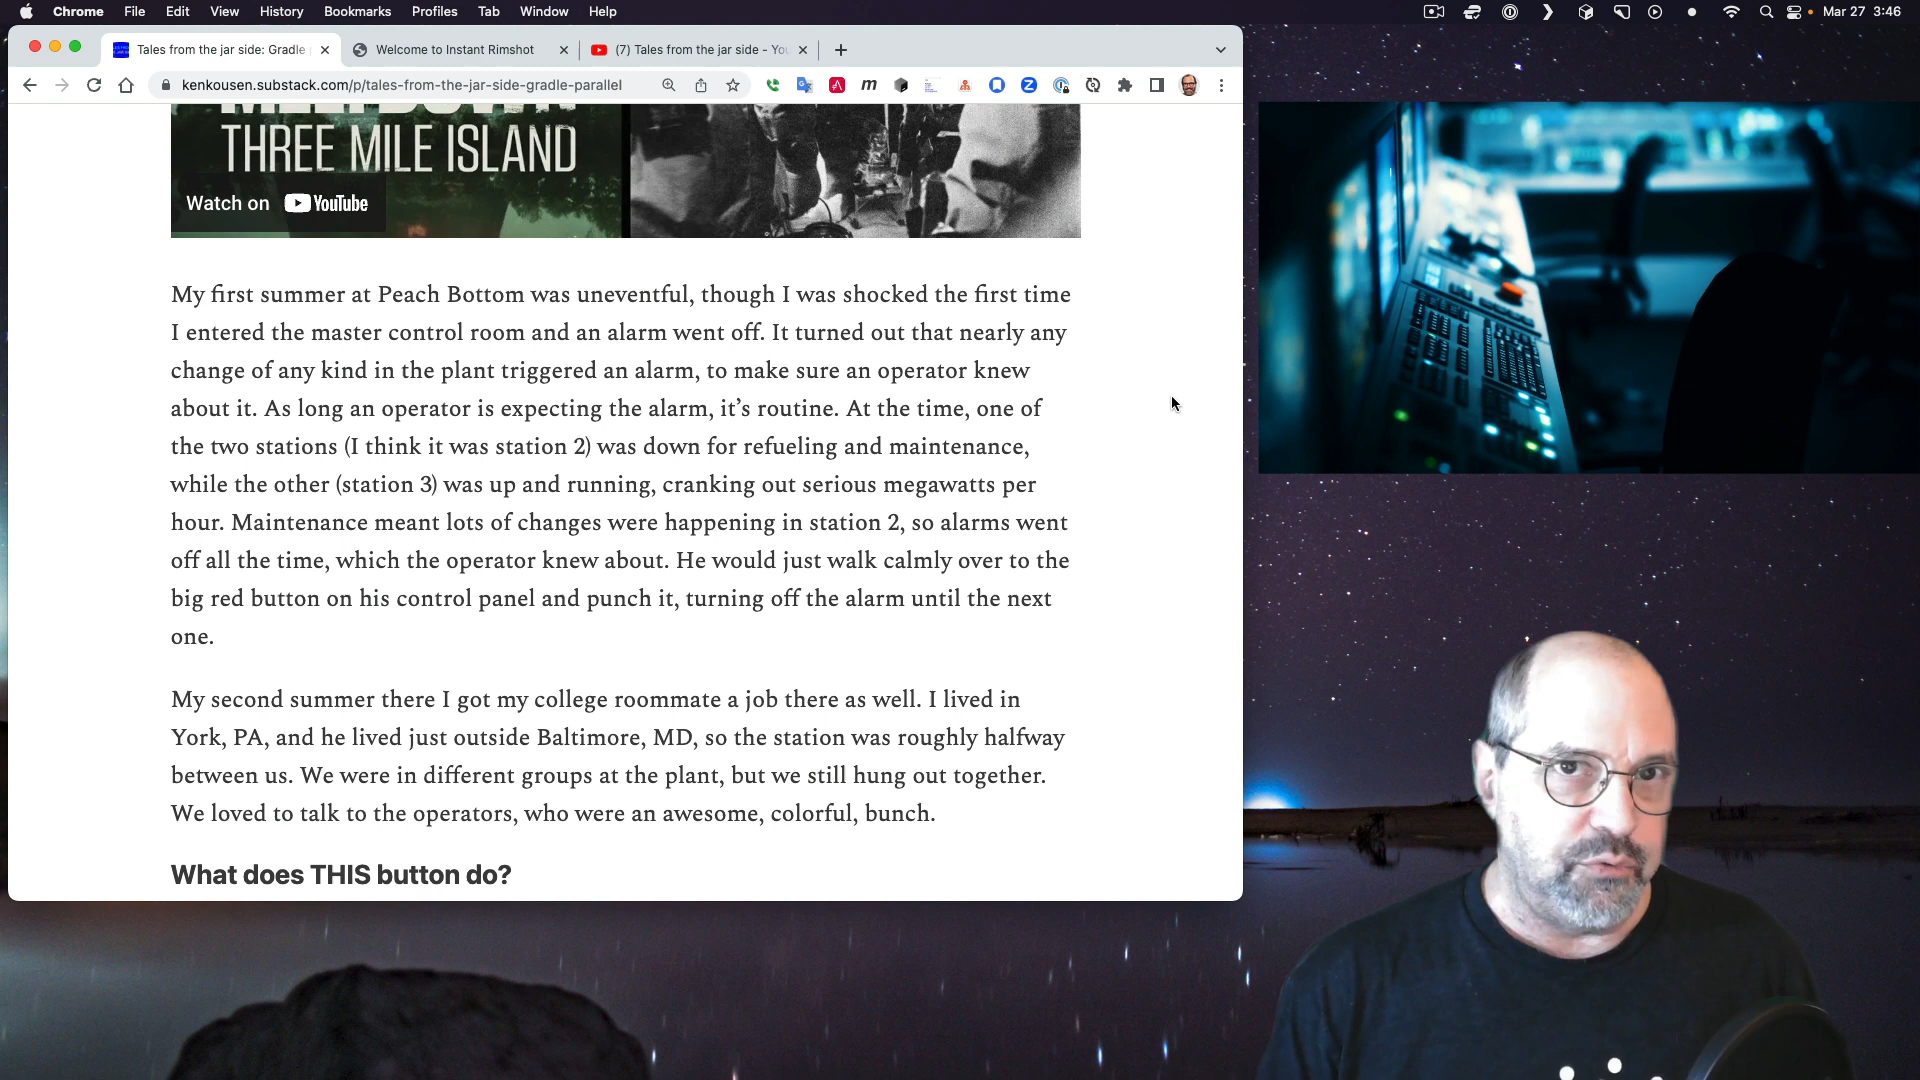 Chrome File Edit View History Bookmarks Profiles Tab Window Help Mar 27 3:46
Tales from the jar side: Gradle Welcome to Instant Rimshot (7) Tales from the jar side - You
kenkousen.substack.com/p/tales-from-the-jar-side-gradle-parallel
THREE MILE ISLAND
Watch on YouTube
My first summer at Peach Bottom was uneventful, though I was shocked the first time
I entered the master control room and an alarm went off. It turned out that nearly any
change of any kind in the plant triggered an alarm, to make sure an operator knew
about it. As long an operator is expecting the alarm, it’s routine. At the time, one of
the two stations (I think it was station 2) was down for refueling and maintenance,
while the other (station 3) was up and running, cranking out serious megawatts per
hour. Maintenance meant lots of changes were happening in station 2, so alarms went
off all the time, which the operator knew about. He would just walk calmly over to the
big red button on his control panel and punch it, turning off the alarm until the next
one.
My second summer there I got my college roommate a job there as well. I lived in
York, PA, and he lived just outside Baltimore, MD, so the station was roughly halfway
between us. We were in different groups at the plant, but we still hung out together.
We loved to talk to the operators, who were an awesome, colorful, bunch.
What does THIS button do?